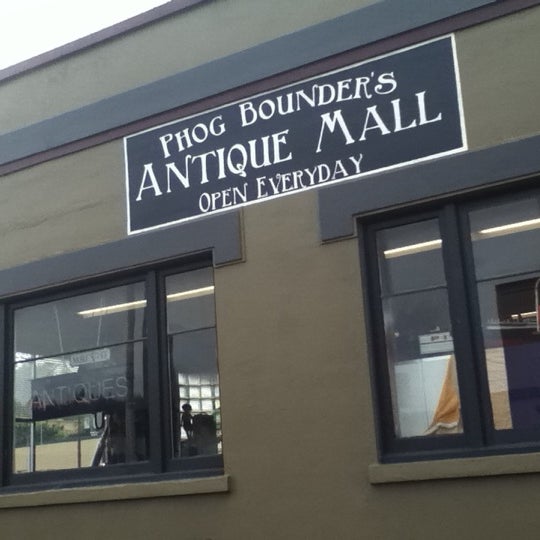 PHOG BOUNDER'S
ANTIQUE MALL
OPEN EVERYDAY
ANTIQUES